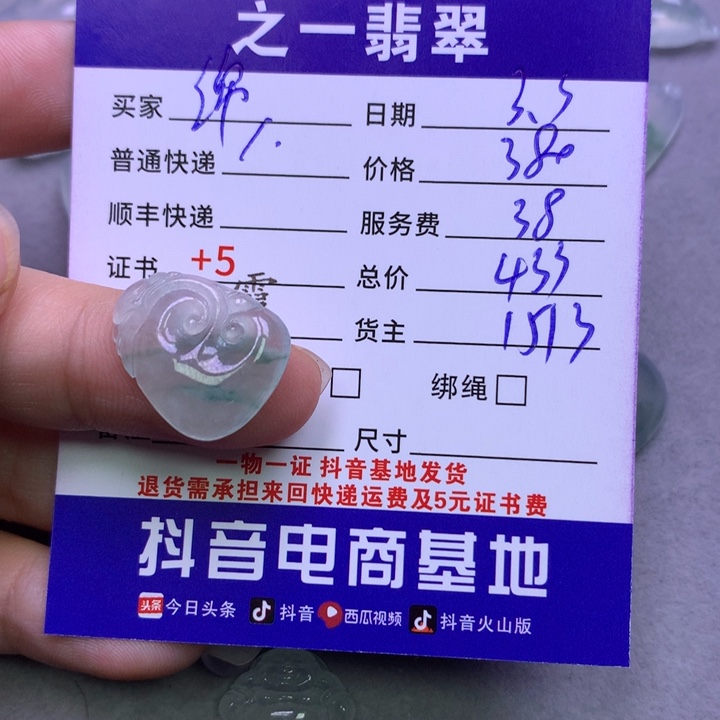 之一翡翠
买家 日期 3.3
普通快递 价格 380
顺丰快递 服务费 38
证书 +5 总价 433
货主 1513
绑绳
尺寸
一物一证 抖音基地发货
退货需承担来回快递运费及5元证书费
抖音电商基地
头条 今日头条 抖音 西瓜视频 抖音火山版